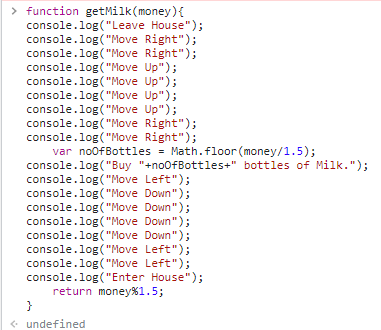 > function getMilk(money){
console.log("Leave House");
console.log("Move Right");
console.log("Move Right");
console.log("Move Up");
console.log("Move Up");
console.log("Move Up");
console.log("Move Up");
console.log("Move Right");
console.log("Move Right");
    var noOfBottles = Math.floor(money/1.5);
console.log("Buy "+noOfBottles+" bottles of Milk.");
console.log("Move Left");
console.log("Move Down");
console.log("Move Down");
console.log("Move Down");
console.log("Move Down");
console.log("Move Left");
console.log("Move Left");
console.log("Enter House");
    return money%1.5;
}
<· undefined